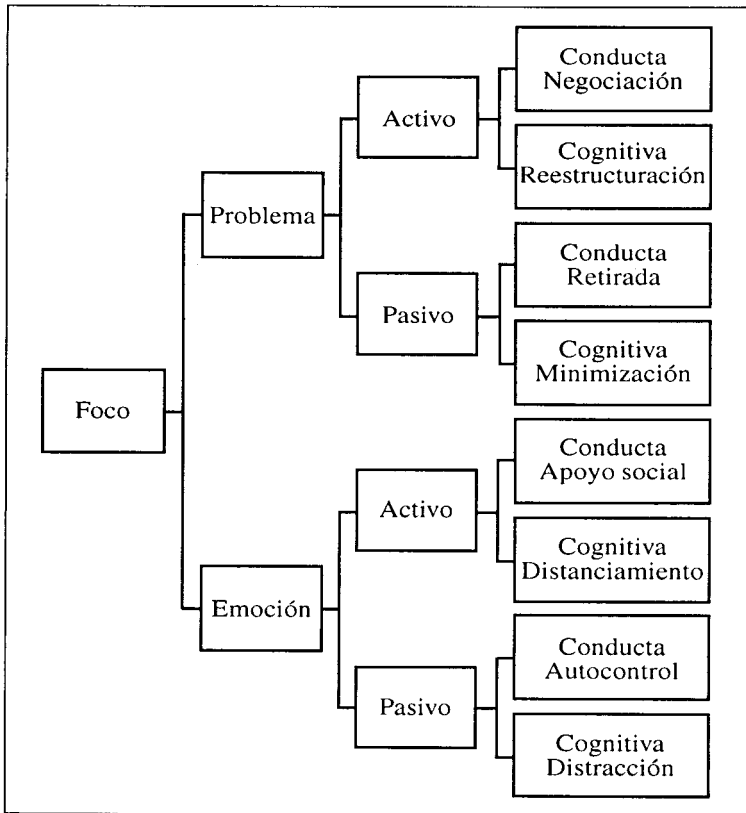 Foco
Problema
Activo
Conducta
Negociación
Cognitiva
Reestructuración
Pasivo
Conducta
Retirada
Cognitiva
Minimización
Emoción
Activo
Conducta
Apoyo social
Cognitiva
Distanciamiento
Pasivo
Conducta
Autocontrol
Cognitiva
Distracción